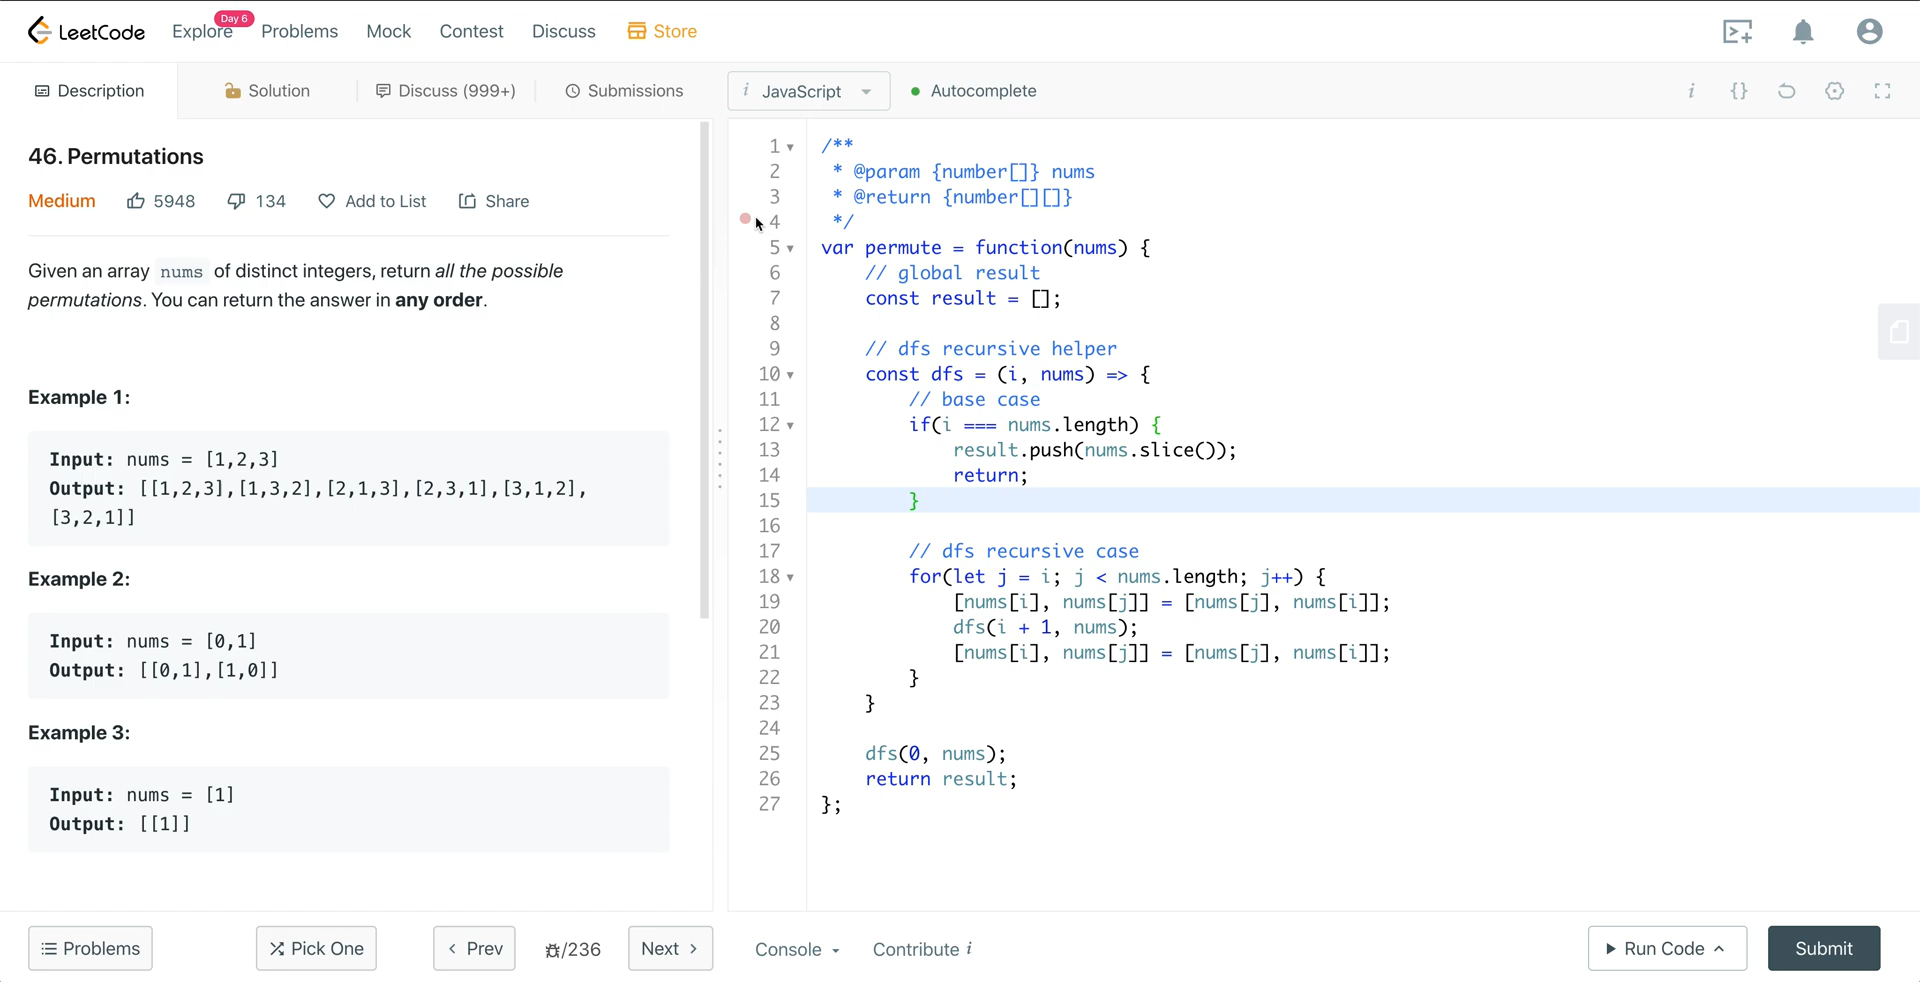 LeetCode Explore Day 6 Problems Mock Contest Discuss Store
Description Solution Discuss (999+) Submissions
46. Permutations
Medium 5948 134 Add to List Share
Given an array nums of distinct integers, return all the possible
permutations. You can return the answer in any order.
Example 1:
Input: nums = [1,2,3]
Output: [[1,2,3],[1,3,2],[2,1,3],[2,3,1],[3,1,2],
[3,2,1]]
Example 2:
Input: nums = [0,1]
Output: [[0,1],[1,0]]
Example 3:
Input: nums = [1]
Output: [[1]]
i JavaScript Autocomplete i {}
1 /**
2  * @param {number[]} nums
3  * @return {number[][]}
4  */
5 var permute = function(nums) {
6     // global result
7     const result = [];
8
9     // dfs recursive helper
10     const dfs = (i, nums) => {
11         // base case
12         if(i === nums.length) {
13             result.push(nums.slice());
14             return;
15         }
16
17         // dfs recursive case
18         for(let j = i; j < nums.length; j++) {
19             [nums[i], nums[j]] = [nums[j], nums[i]];
20             dfs(i + 1, nums);
21             [nums[i], nums[j]] = [nums[j], nums[i]];
22         }
23     }
24
25     dfs(0, nums);
26     return result;
27 };
Problems Pick One Prev /236 Next Console Contribute i Run Code Submit